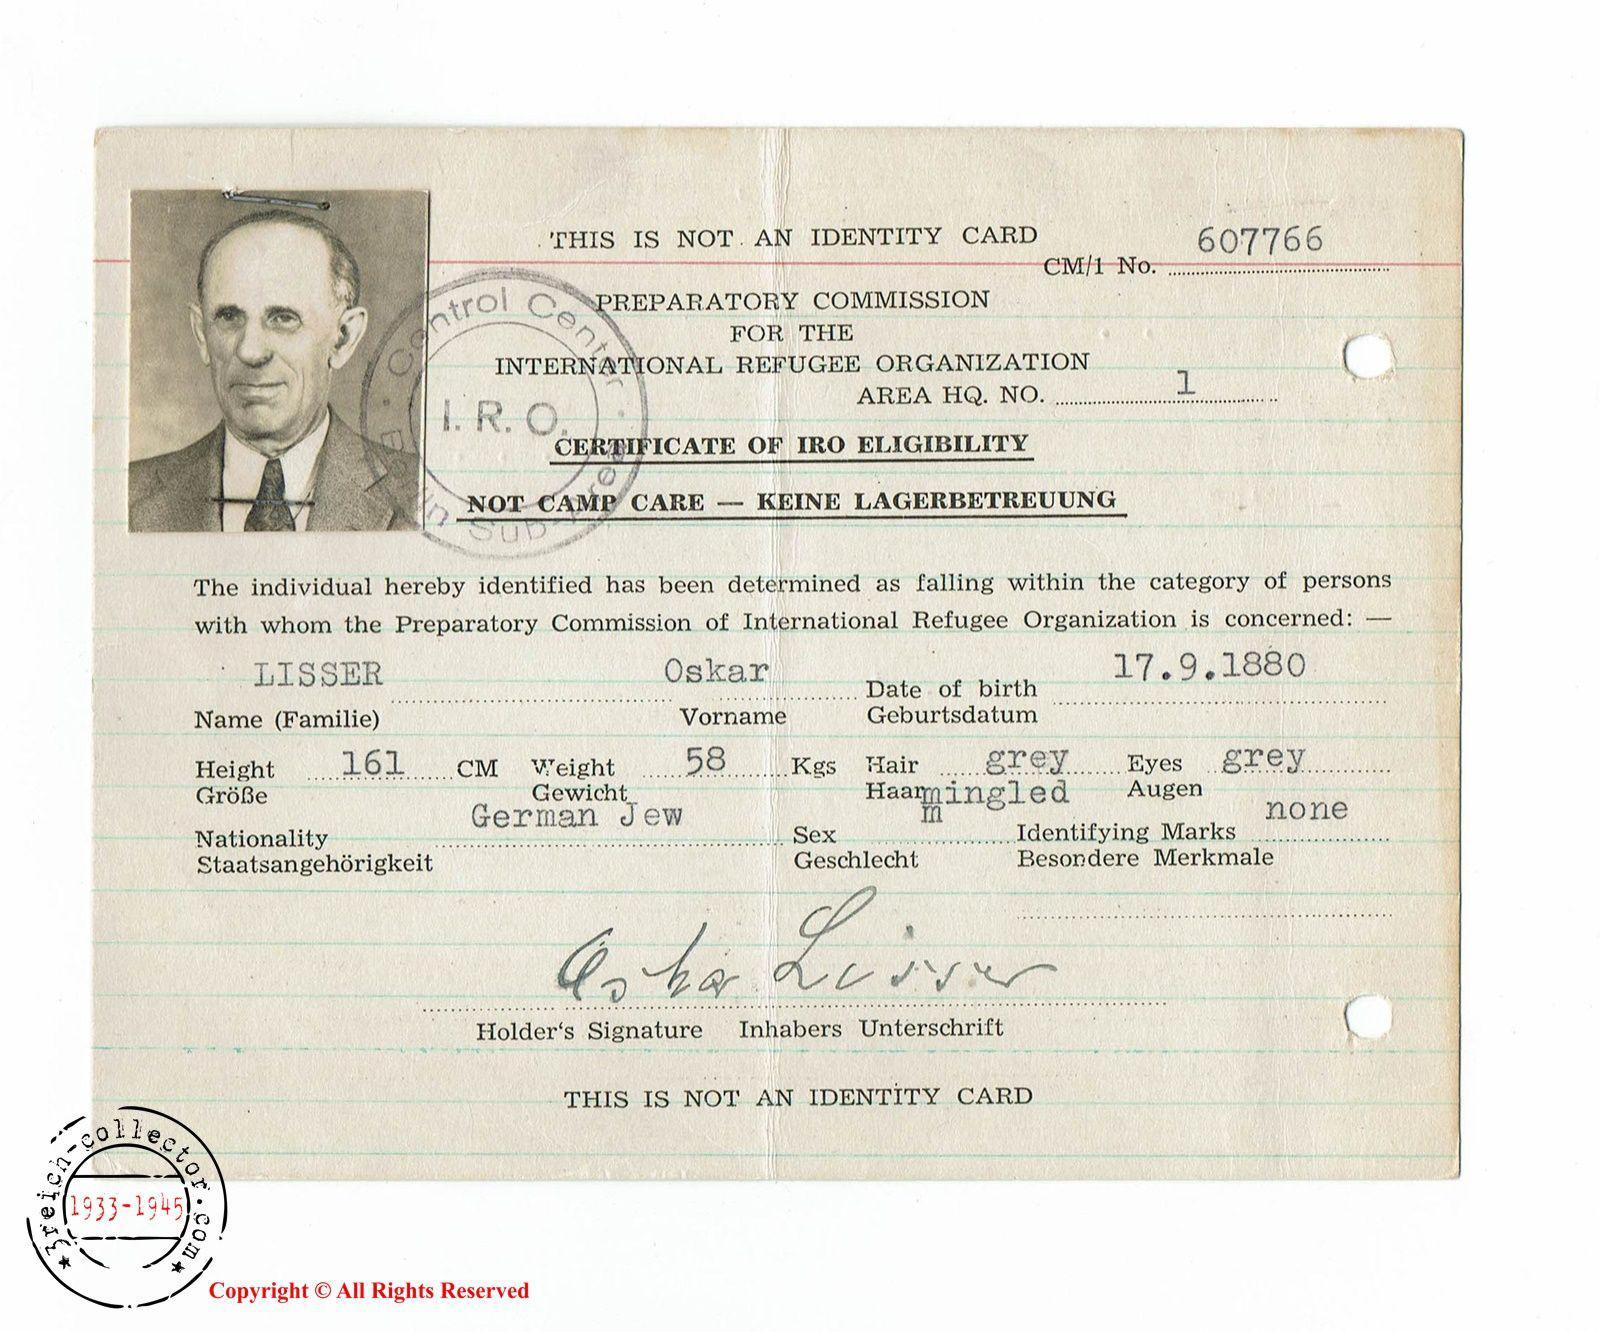 THIS IS NOT AN IDENTITY CARD
607766
CM/1 No.
PREPARATORY COMMISSION
FOR THE
INTERNATIONAL REFUGEE ORGANIZATION
AREA HQ. NO. 1
Control Center
I. R. O.
Berlin Sub-Area
CERTIFICATE OF IRO ELIGIBILITY
NOT CAMP CARE — KEINE LAGERBETREUUNG
The individual hereby identified has been determined as falling within the category of persons
with whom the Preparatory Commission of International Refugee Organization is concerned: —
LISSER Oskar 17.9.1880
Date of birth
Name (Familie) Vorname Geburtsdatum
Height 161 CM Weight 58 Kgs Hair grey Eyes grey
Größe Gewicht Haar mingled Augen
German Jew m none
Nationality Sex Identifying Marks
Staatsangehörigkeit Geschlecht Besondere Merkmale
Oskar Lisser
Holder's Signature Inhabers Unterschrift
THIS IS NOT AN IDENTITY CARD
3reich-collector.com
1933-1945
Copyright © All Rights Reserved